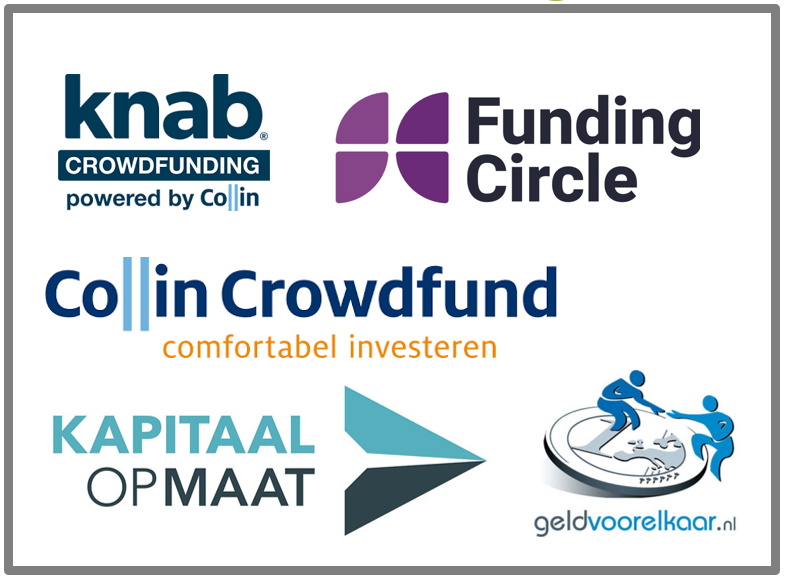 knab®
CROWDFUNDING
powered by Collin
Funding
Circle
Collin Crowdfund
comfortabel investeren
KAPITAAL
OPMAAT
geldvoorelkaar.nl